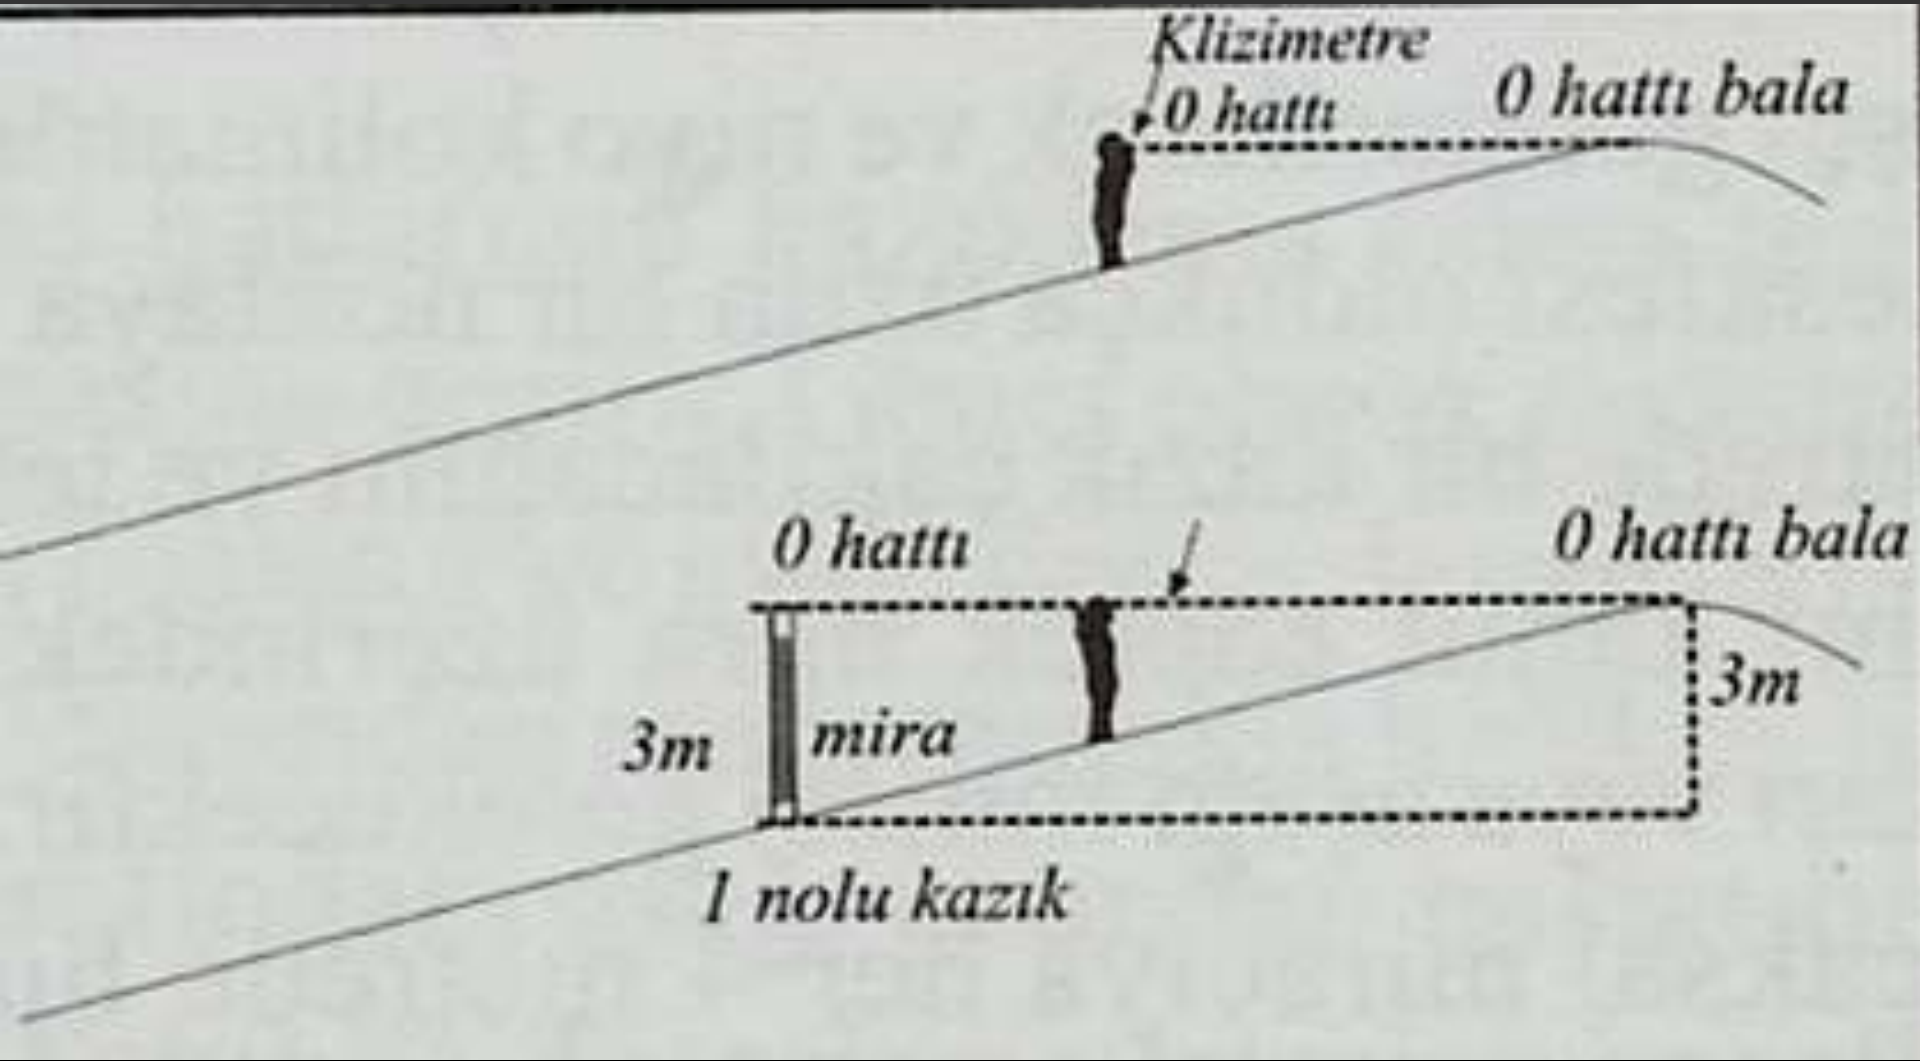 Klizimetre
0 hattı
0 hattı bala
0 hattı
0 hattı bala
3m
mira
3m
1 nolu kazık